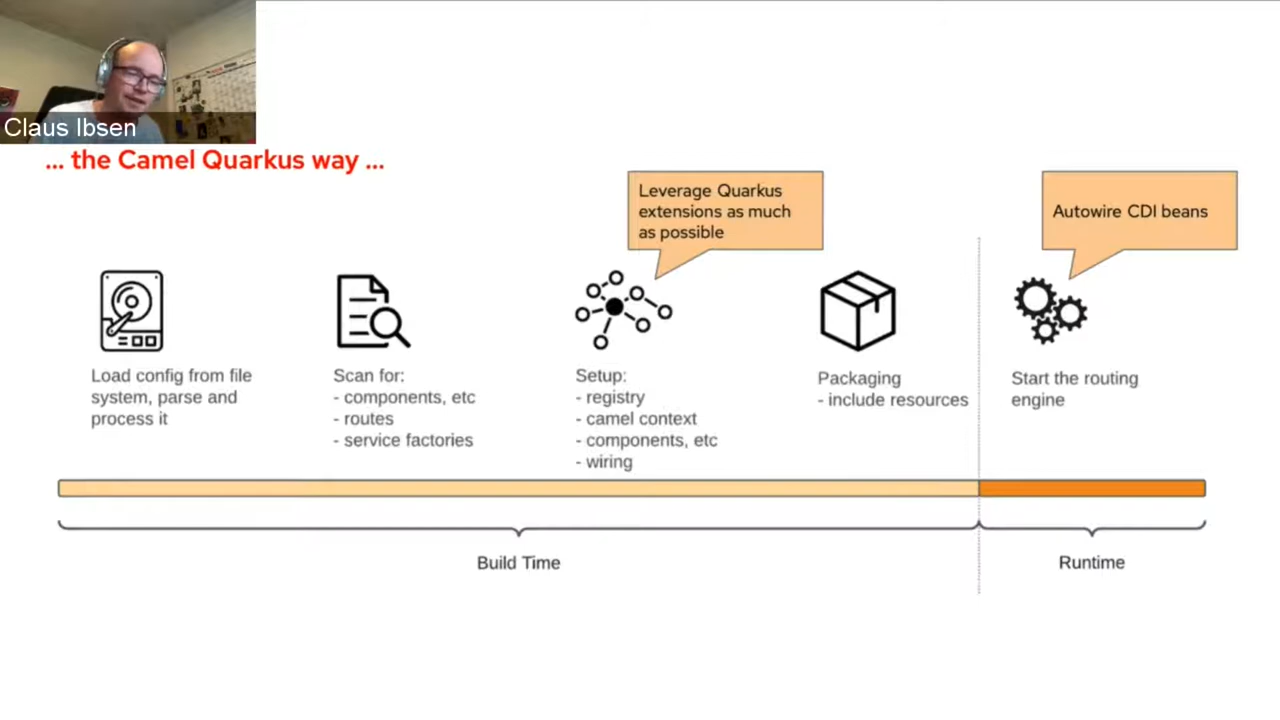 Claus Ibsen
... the Camel Quarkus way ...
Leverage Quarkus
extensions as much
as possible
Autowire CDI beans
Load config from file
system, parse and
process it
Scan for:
- components, etc
- routes
- service factories
Setup:
- registry
- camel context
- components, etc
- wiring
Packaging
- include resources
Start the routing
engine
Build Time
Runtime